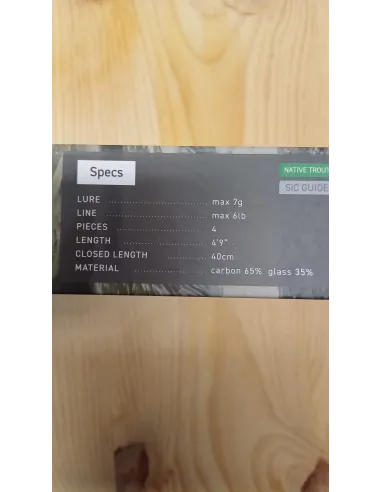 Specs
NATIVE TROUT
SIC GUIDE
LURE ................ max 7g
LINE ................ max 6lb
PIECES ................ 4
LENGTH ................ 4'9"
CLOSED LENGTH ................ 40cm
MATERIAL ................ carbon 65% glass 35%